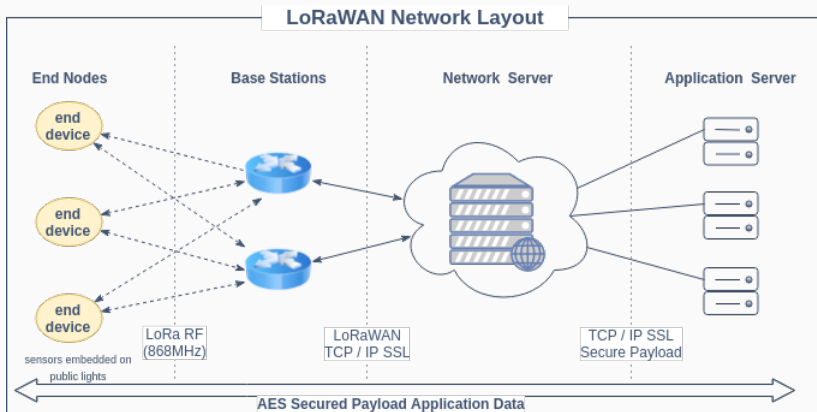 LoRaWAN Network Layout
End Nodes
Base Stations
Network Server
Application Server
end
device
end
device
end
device
sensors embedded on
public lights
LoRa RF
(868MHz)
LoRaWAN
TCP / IP SSL
TCP / IP SSL
Secure Payload
AES Secured Payload Application Data